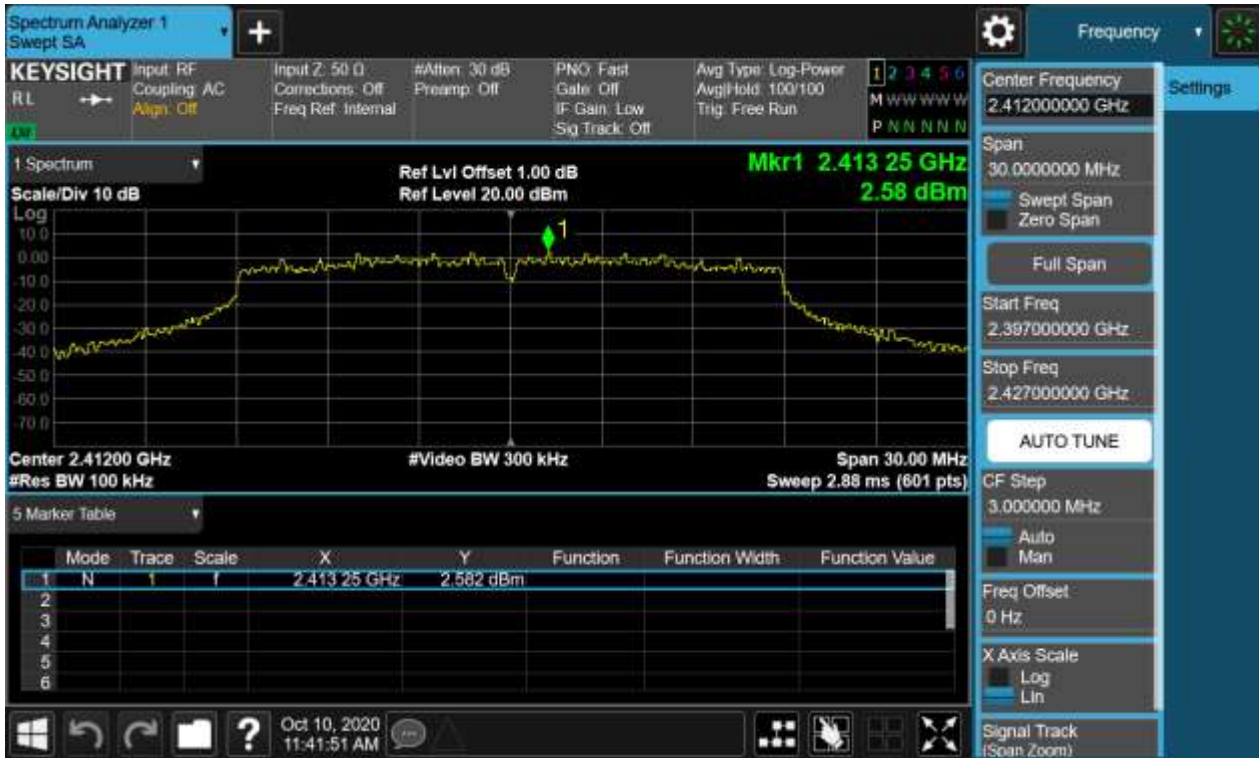 Spectrum Analyzer 1
Swept SA
+
Frequency
KEYSIGHT
RL
Input: RF
Coupling: AC
Align: Off
Input Z: 50 Ω
Corrections: Off
Freq Ref: Internal
#Atten: 30 dB
Preamp: Off
PNO: Fast
Gate: Off
IF Gain: Low
Sig Track: Off
Avg Type: Log-Power
Avg|Hold: 100/100
Trig: Free Run
1 2 3 4 5 6
M W W W W W
P N N N N N
1 Spectrum
Scale/Div 10 dB
Ref Lvl Offset 1.00 dB
Ref Level 20.00 dBm
Mkr1 2.413 25 GHz
2.58 dBm
Log
10.0
0.00
-10.0
-20.0
-30.0
-40.0
-50.0
-60.0
-70.0
1
Center 2.41200 GHz
#Video BW 300 kHz
Span 30.00 MHz
#Res BW 100 kHz
Sweep 2.88 ms (601 pts)
5 Marker Table
Mode Trace Scale X Y Function Function Width Function Value
1 N 1 f 2.413 25 GHz 2.582 dBm
2
3
4
5
6
?
Oct 10, 2020
11:41:51 AM
Center Frequency
2.412000000 GHz
Settings
Span
30.0000000 MHz
Swept Span
Zero Span
Full Span
Start Freq
2.397000000 GHz
Stop Freq
2.427000000 GHz
AUTO TUNE
CF Step
3.000000 MHz
Auto
Man
Freq Offset
0 Hz
X Axis Scale
Log
Lin
Signal Track
(Span Zoom)